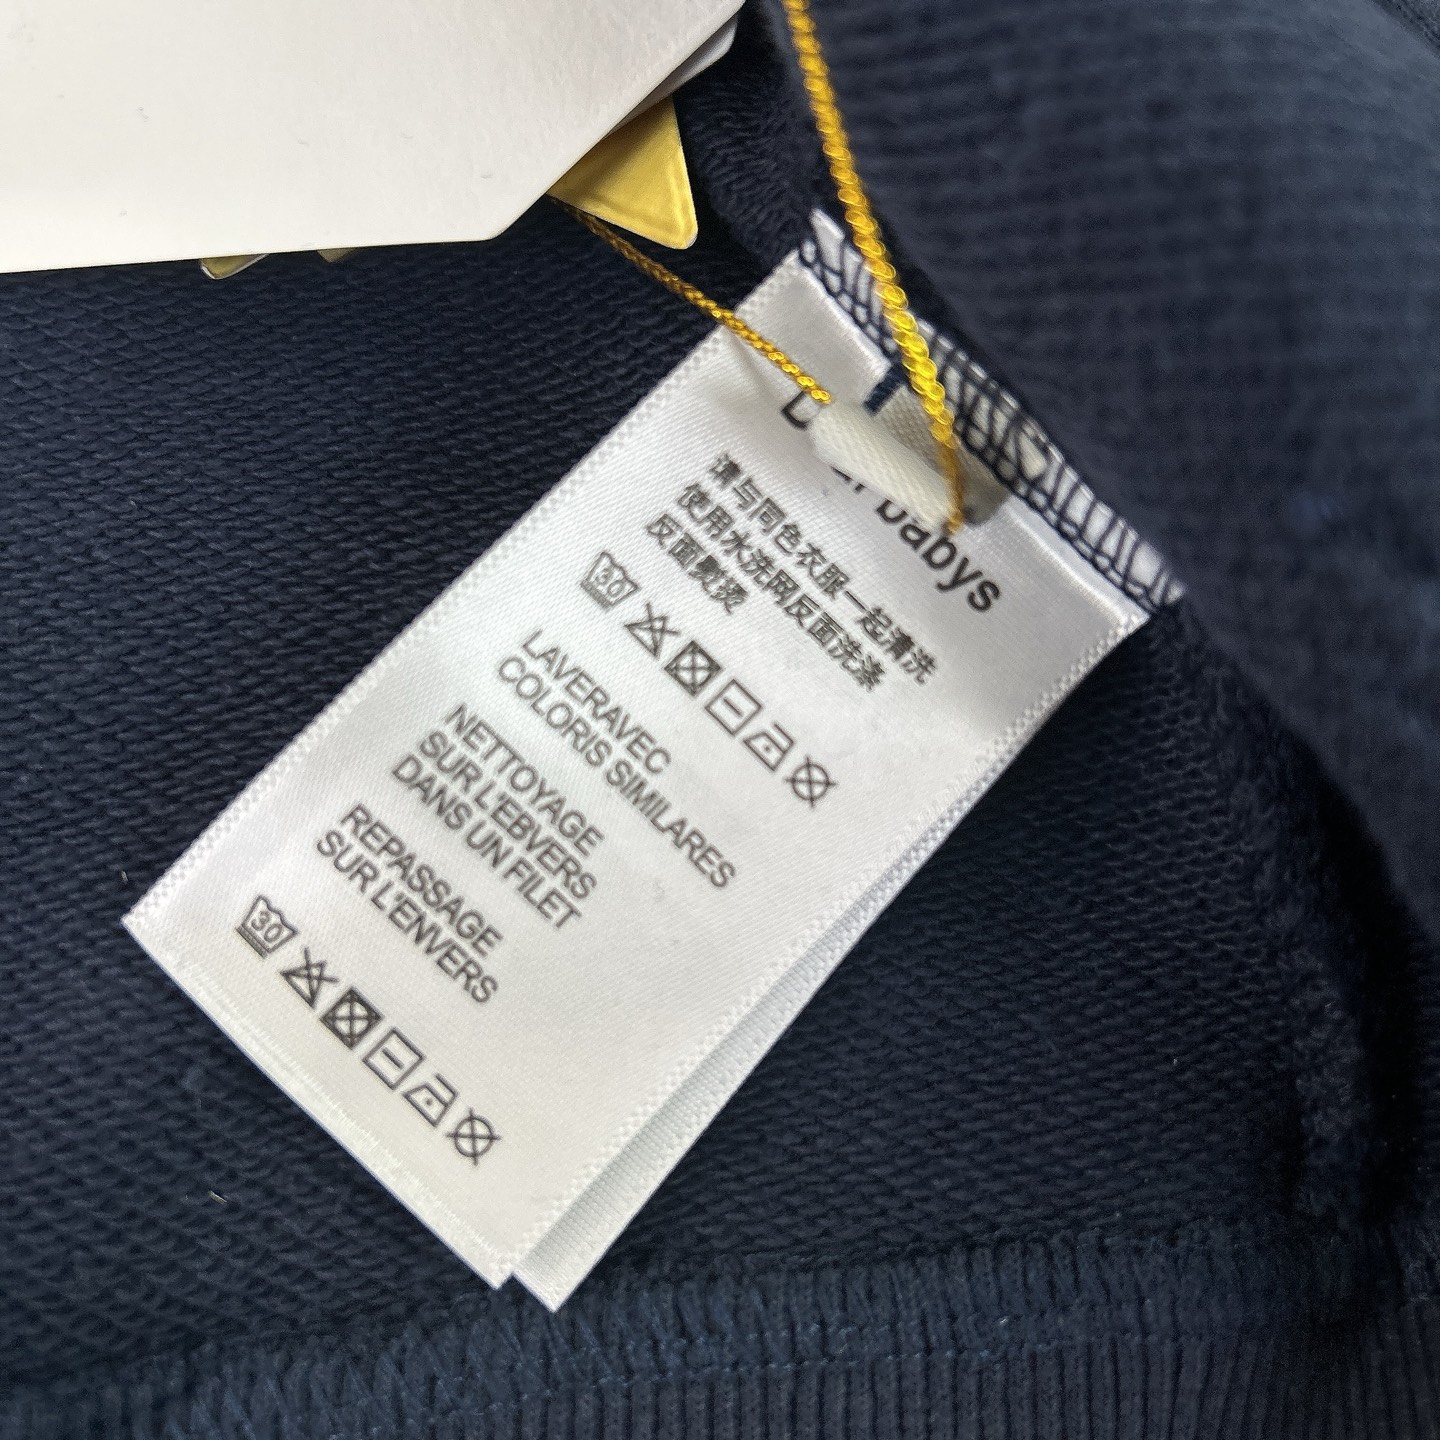 babys
请与同色衣服一起清洗
使用水洗网反面洗涤
反面熨烫
30
LAVERAVEC
COLORIS SIMILARES
NETTOYAGE
SUR L'EBVERS
DANS UN FILET
REPASSAGE
SUR L'ENVERS
30